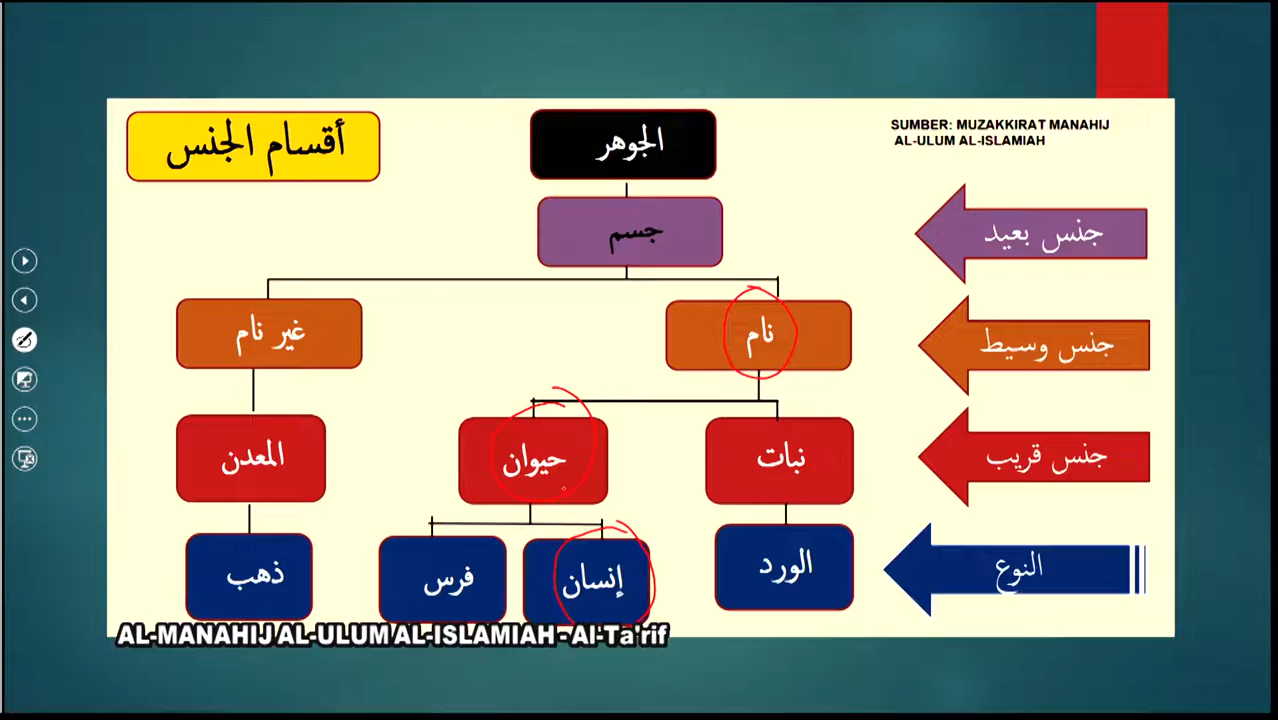 أقسام الجنس
الجوهر
SUMBER: MUZAKKIRAT MANAHIJ
AL-ULUM AL-ISLAMIAH
جسم
جنس بعيد
نام
غير نام
جنس وسيط
نبات
حيوان
المعدن
جنس قريب
الورد
إنسان
فرس
ذهب
النوع
AL-MANAHIJ AL-ULUM AL-ISLAMIAH - Al-Ta'rif